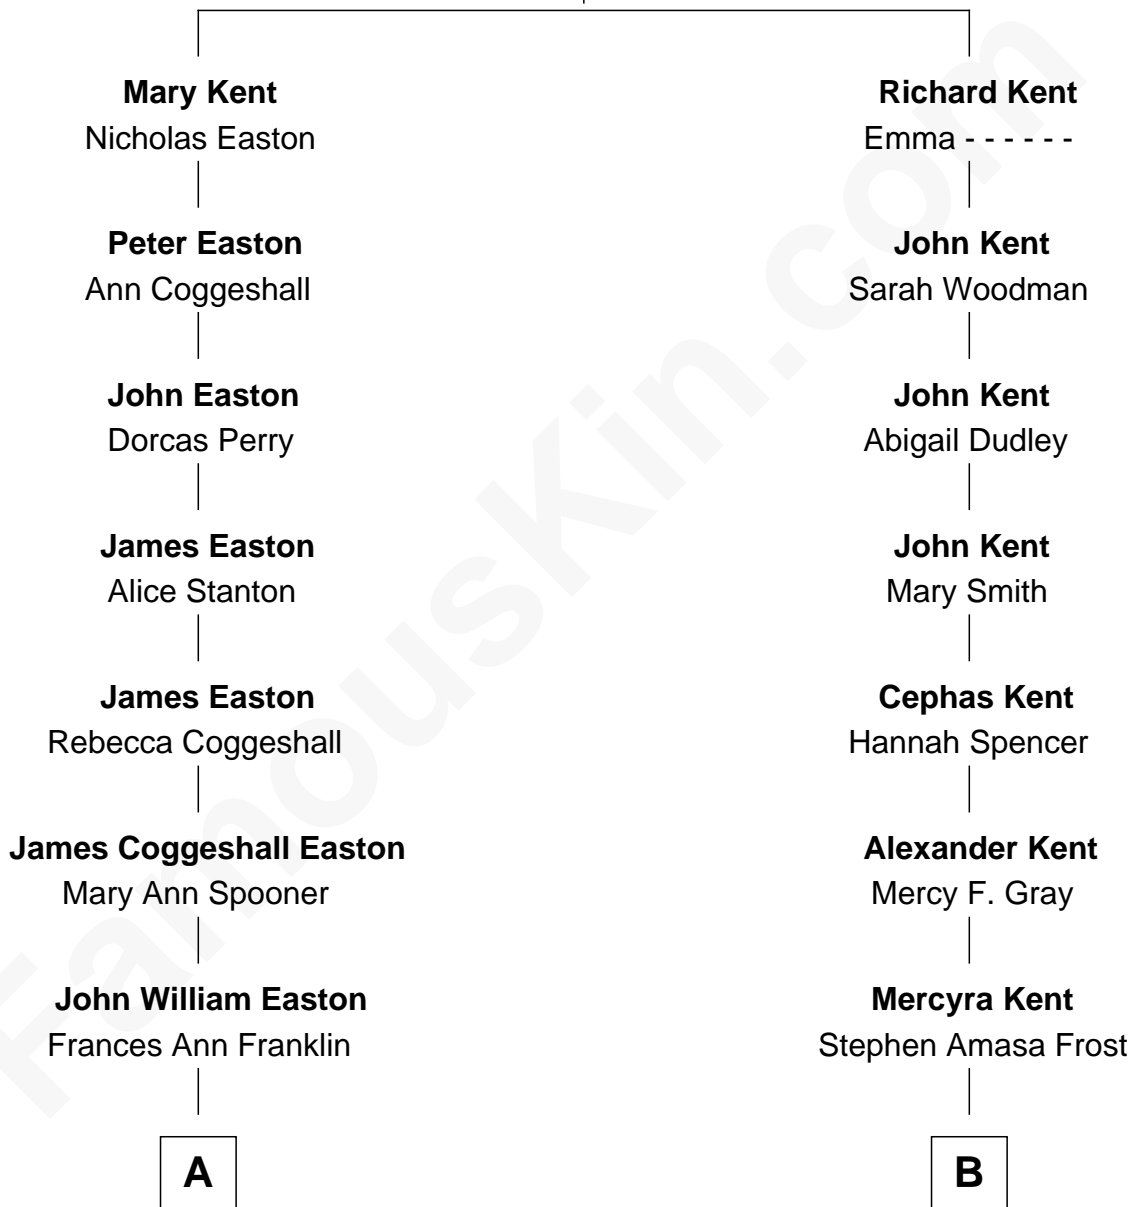 Mary Kent
Nicholas Easton
Richard Kent
Emma - - - - - -
Peter Easton
Ann Coggeshall
John Kent
Sarah Woodman
John Easton
Dorcas Perry
John Kent
Abigail Dudley
James Easton
Alice Stanton
John Kent
Mary Smith
James Easton
Rebecca Coggeshall
Cephas Kent
Hannah Spencer
James Coggeshall Easton
Mary Ann Spooner
Alexander Kent
Mercy F. Gray
John William Easton
Frances Ann Franklin
Mercyra Kent
Stephen Amasa Frost
A
B
FamousKin.com